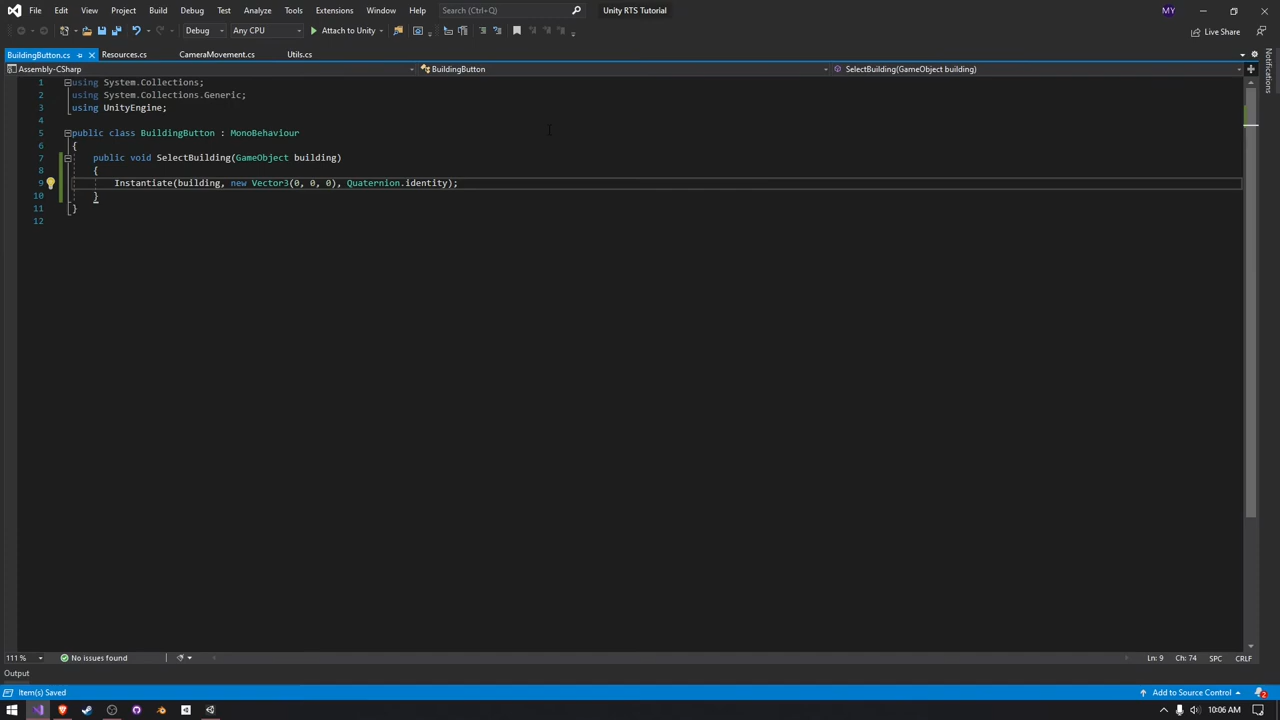 File Edit View Git Project Build Debug Test Analyze Tools Extensions Window Help Search (Ctrl+Q) Unity RTS Tutorial MY
Debug Any CPU Attach to Unity Live Share
BuildingButton.cs Resources.cs CameraMovement.cs Utils.cs
Assembly-CSharp BuildingButton SelectBuilding(GameObject building)
Notifications
1 using System.Collections;
2 using System.Collections.Generic;
3 using UnityEngine;
4
5 public class BuildingButton : MonoBehaviour
6 {
7 public void SelectBuilding(GameObject building)
8 {
9 Instantiate(building, new Vector3(0, 0, 0), Quaternion.identity);
10 }
11 }
12
111 % No issues found Ln: 9 Ch: 74 SPC CRLF
Output
Item(s) Saved Add to Source Control 2
10:06 AM